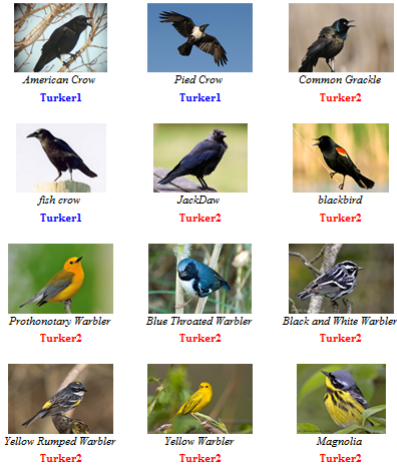 American Crow Pied Crow Common Grackle
Turker1 Turker1 Turker2
fish crow JackDaw blackbird
Turker1 Turker2 Turker2
Prothonotary Warbler Blue Throated Warbler Black and White Warbler
Turker2 Turker2 Turker2
Yellow Rumped Warbler Yellow Warbler Magnolia
Turker2 Turker2 Turker2